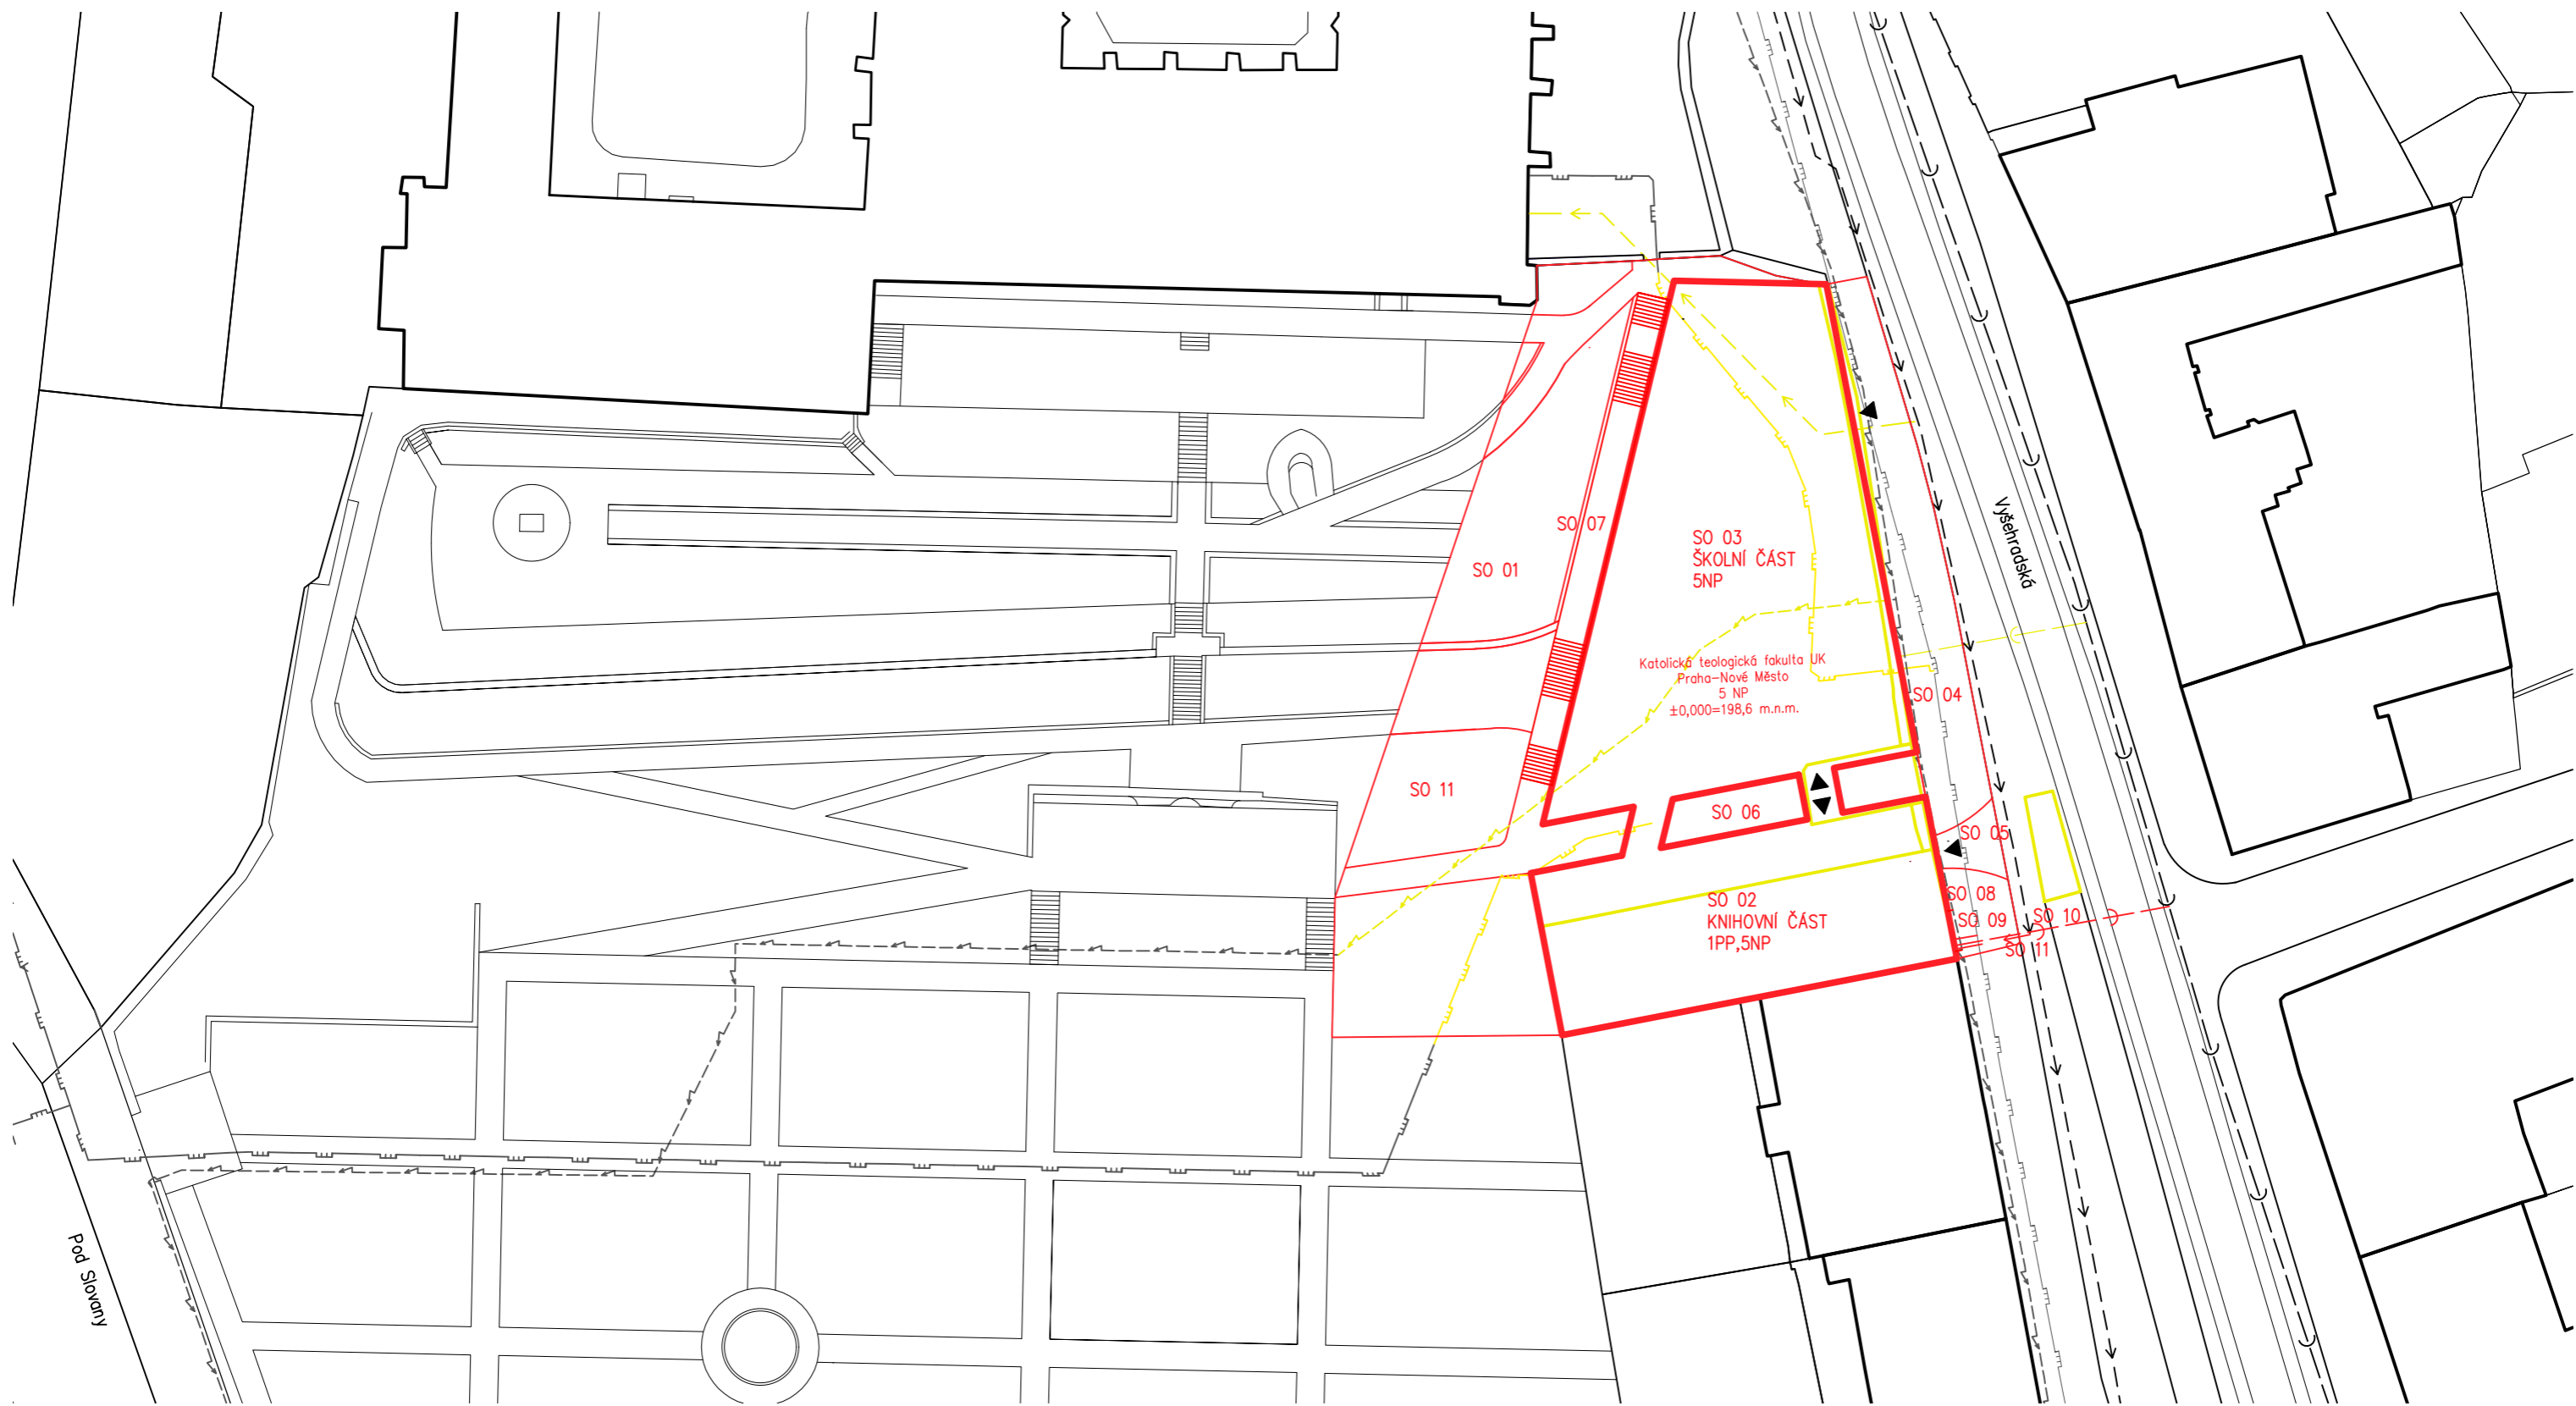 SO 07
SO 03
ŠKOLNÍ ČÁST
5NP
SO 01
Vyšehradská
Katolická teologická fakulta UK
Praha-Nové Město
5 NP
±0,000=198,6 m.n.m.
SO 04
SO 11
SO 06
SO 05
SO 02
KNIHOVNÍ ČÁST
1PP,5NP
SO 08
SO 09
SO 10
SO 11
Pod Slovany